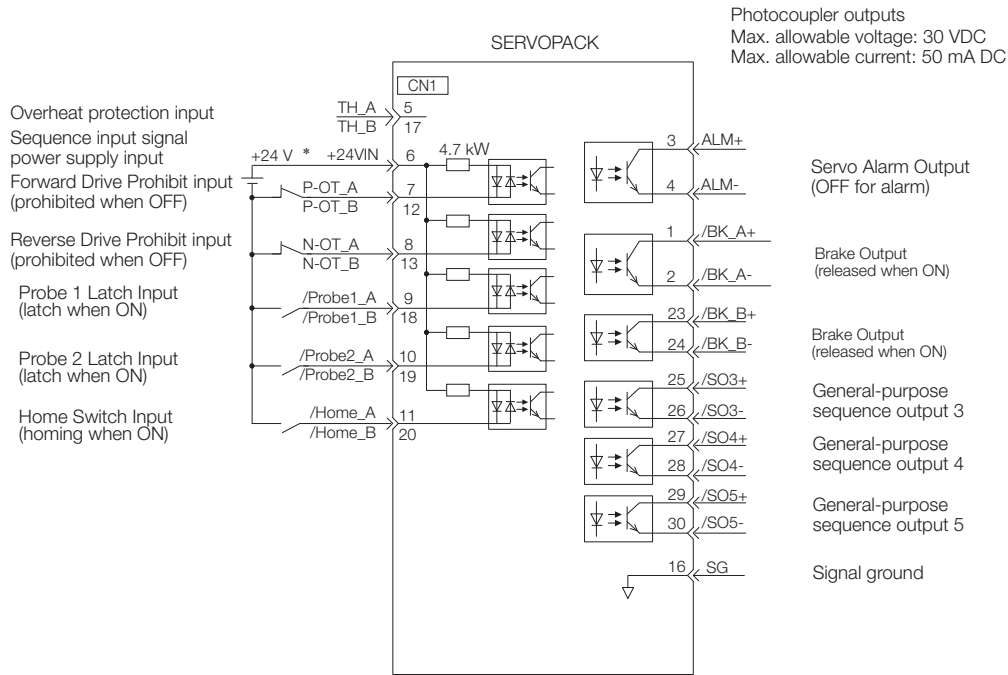 Photocoupler outputs
Max. allowable voltage: 30 VDC
Max. allowable current: 50 mA DC
SERVOPACK
CN1
Overheat protection input
TH_A
TH_B
5
17
Sequence input signal
power supply input
+24 V *
+24VIN
6
4.7 kW
Forward Drive Prohibit input
(prohibited when OFF)
P-OT_A
P-OT_B
7
12
Reverse Drive Prohibit input
(prohibited when OFF)
N-OT_A
N-OT_B
8
13
Probe 1 Latch Input
(latch when ON)
/Probe1_A
/Probe1_B
9
18
Probe 2 Latch Input
(latch when ON)
/Probe2_A
/Probe2_B
10
19
Home Switch Input
(homing when ON)
/Home_A
/Home_B
11
20
3
ALM+
4
ALM-
Servo Alarm Output
(OFF for alarm)
1
/BK_A+
2
/BK_A-
Brake Output
(released when ON)
23
/BK_B+
24
/BK_B-
Brake Output
(released when ON)
25
/SO3+
26
/SO3-
General-purpose
sequence output 3
27
/SO4+
28
/SO4-
General-purpose
sequence output 4
29
/SO5+
30
/SO5-
General-purpose
sequence output 5
16
SG
Signal ground